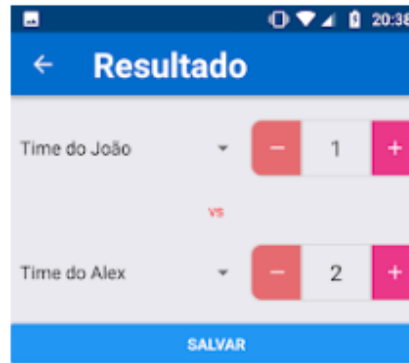 20:38
Resultado
Time do João - 1 +
vs
Time do Alex - 2 +
SALVAR